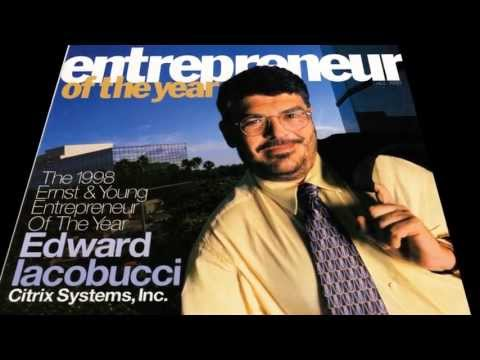 entrepreneur
of the year
The 1998
Ernst & Young
Entrepreneur
Of The Year
Edward
Iacobucci
Citrix Systems, Inc.